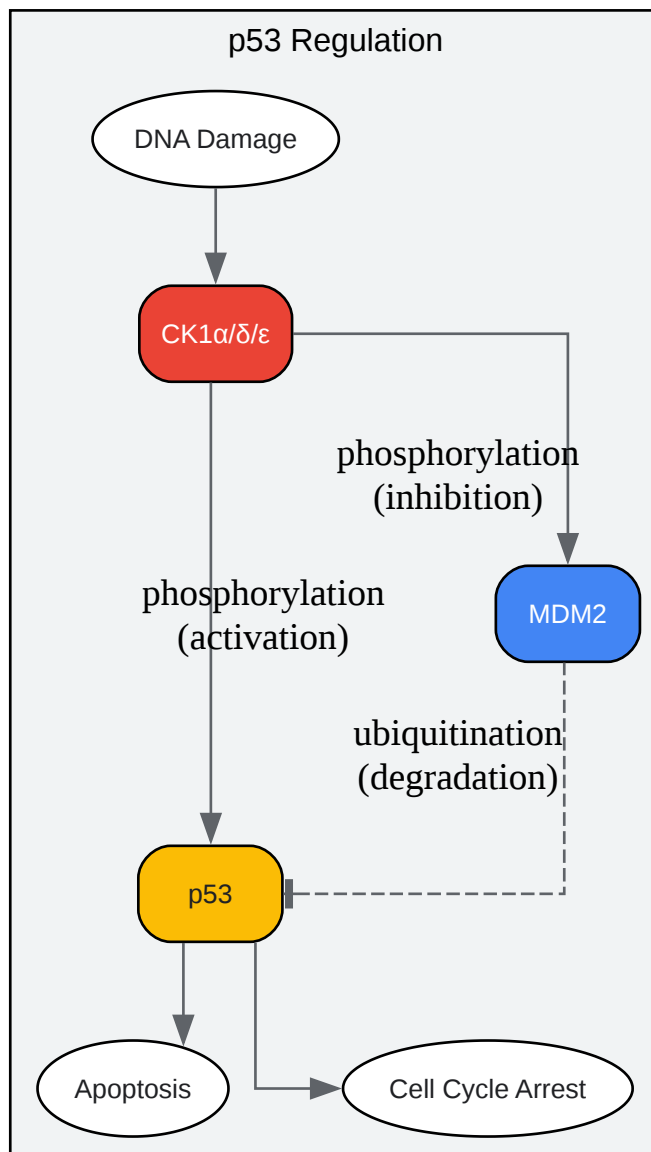 p53 Regulation
DNA Damage
CK1α/δ/ε
phosphorylation
(inhibition)
phosphorylation
(activation)
MDM2
ubiquitination
(degradation)
p53
Apoptosis
Cell Cycle Arrest